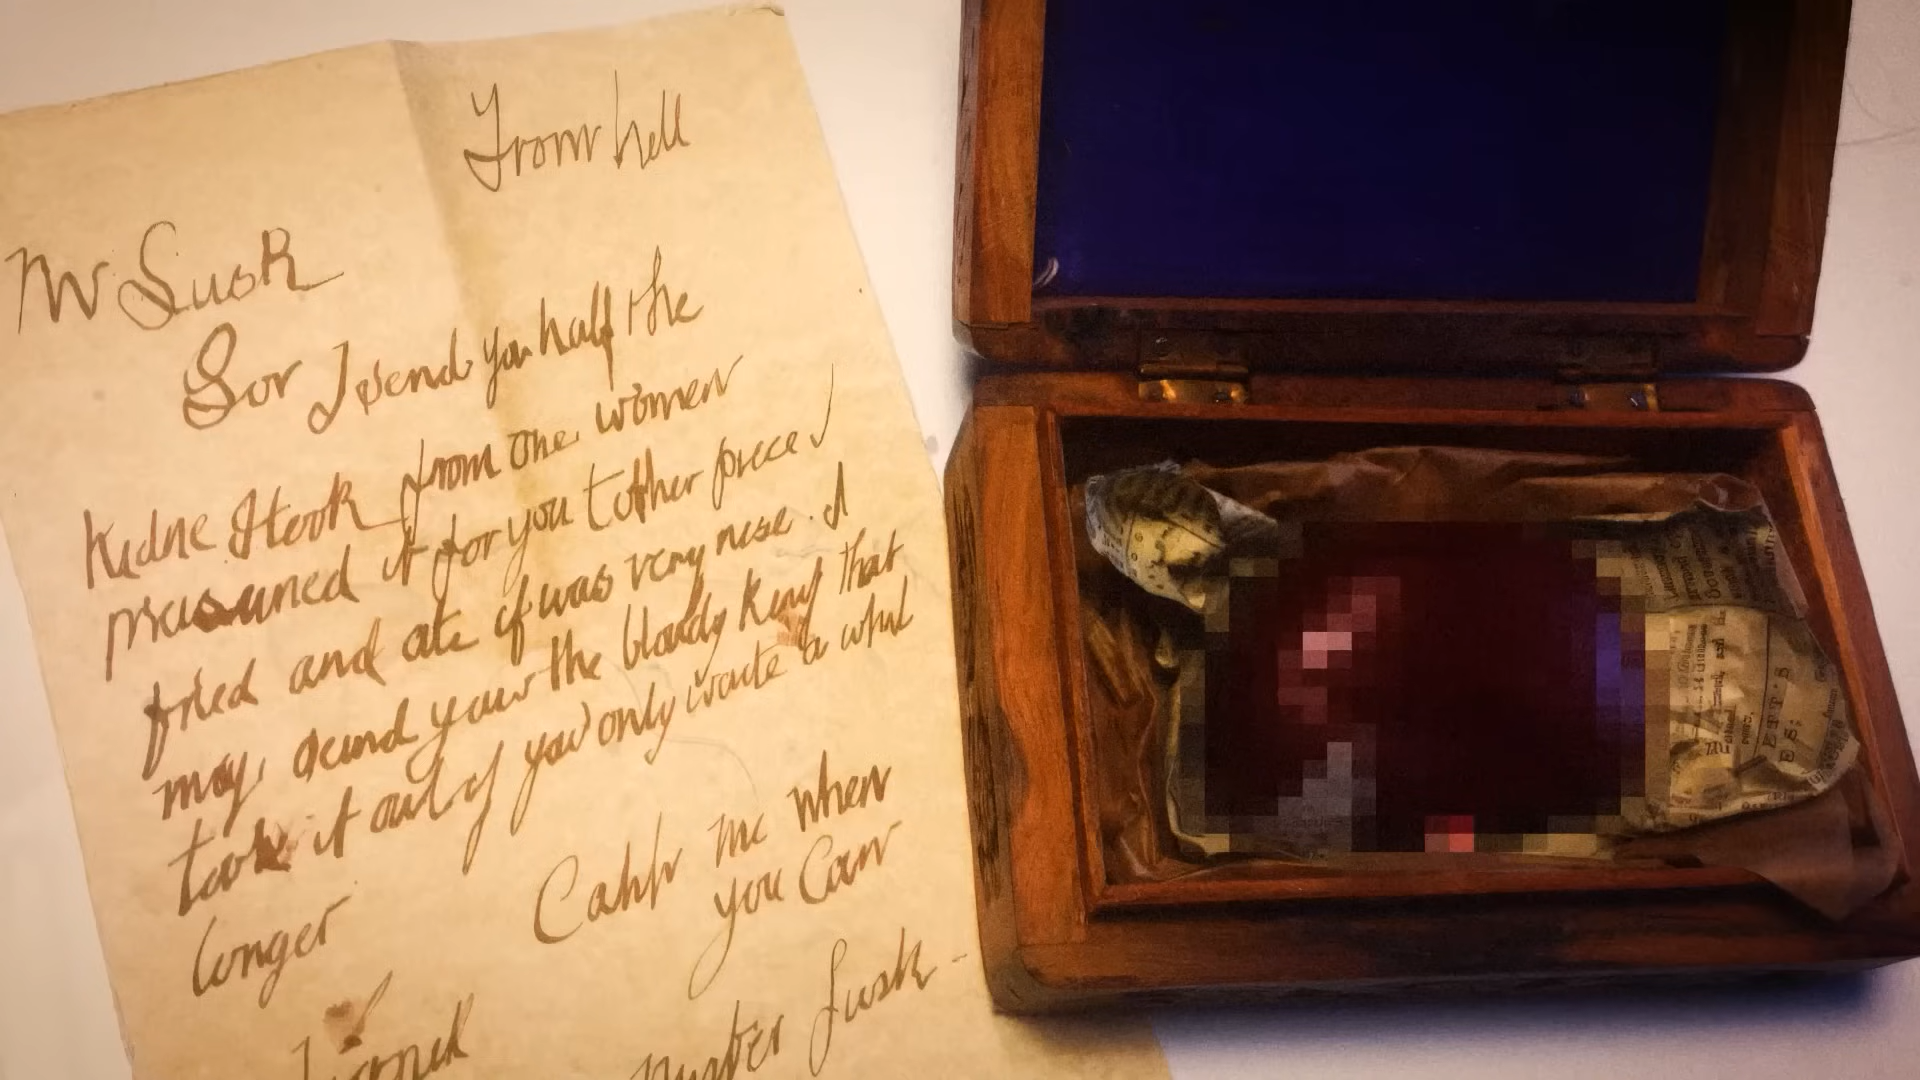 From hell
Mr Lusk
Sor I send you half the
Kidne I took from one women
prasarved it for you tother piece I
fried and ate it was very nise. I
may send you the bloody knif that
took it out if you only wate a whil
longer
Catch me when
you Can
Mister Lusk